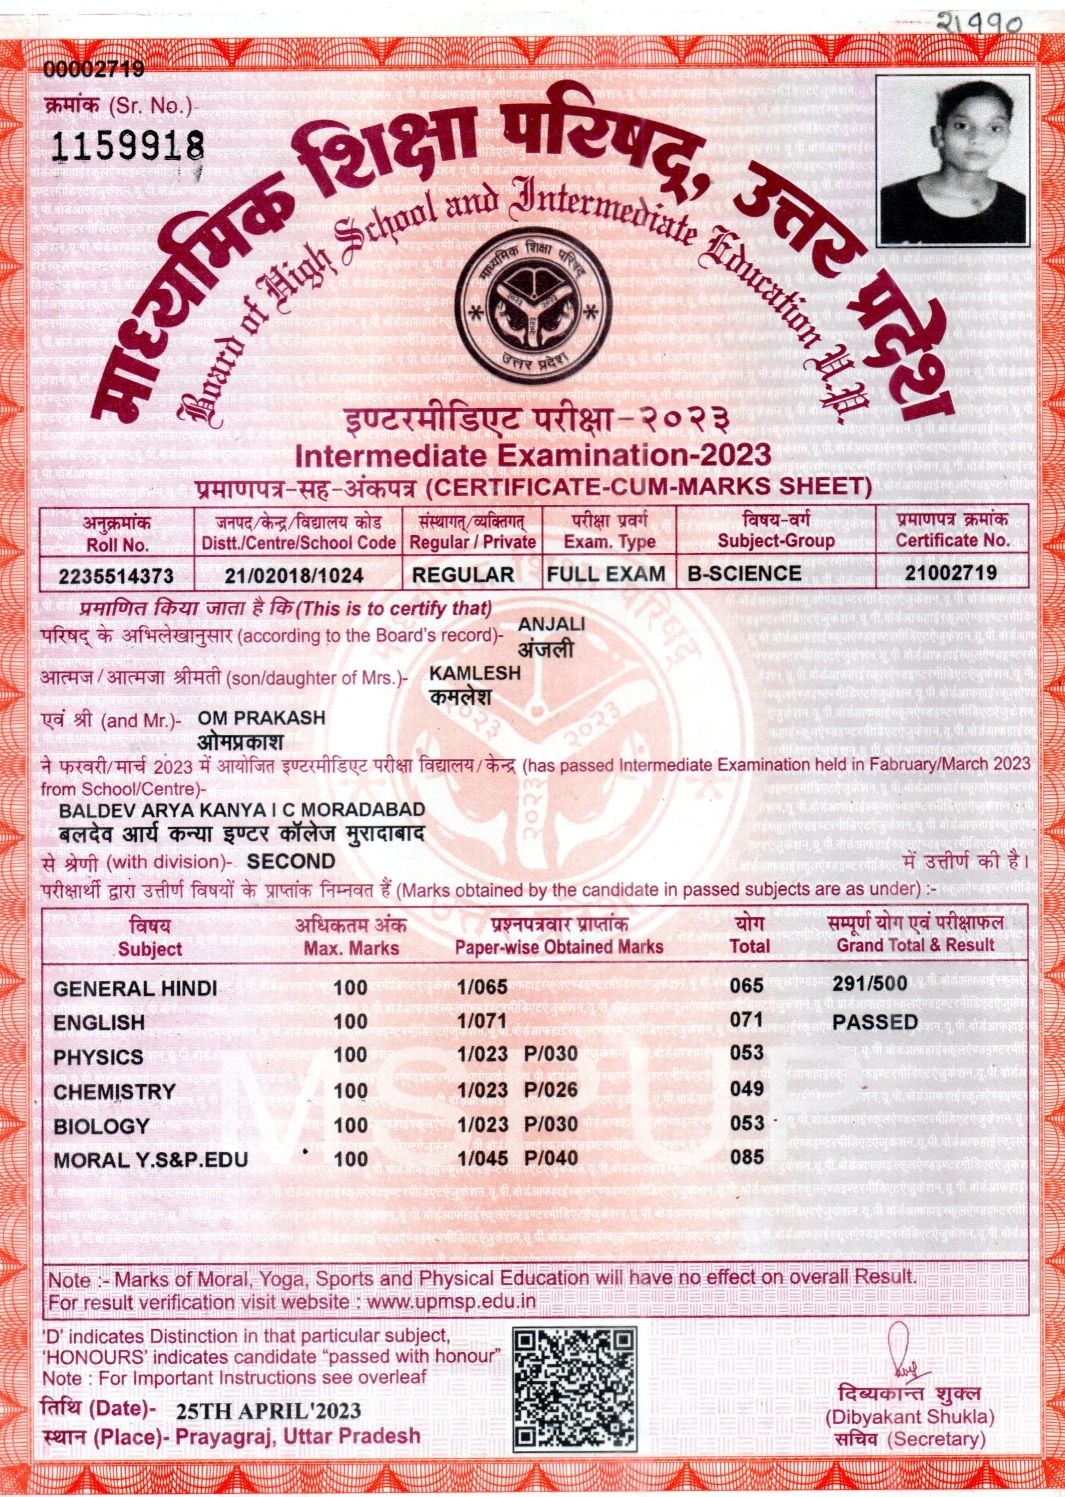 २११९०
00002719
क्रमांक (Sr. No.)-
1159918
माध्यमिक शिक्षा परिषद्, उत्तर प्रदेश
Board of High School and Intermediate Education U.P.
माध्यमिक शिक्षा परिषद
२०२३ २०२३
२०२३
उत्तर प्रदेश
इण्टरमीडिएट परीक्षा-२०२३
Intermediate Examination-2023
प्रमाणपत्र-सह-अंकपत्र (CERTIFICATE-CUM-MARKS SHEET)
अनुक्रमांक जनपद/केन्द्र/विद्यालय कोड संस्थागत्/व्यक्तिगत् परीक्षा प्रवर्ग विषय-वर्ग प्रमाणपत्र क्रमांक
Roll No. Distt./Centre/School Code Regular / Private Exam. Type Subject-Group Certificate No.
2235514373 21/02018/1024 REGULAR FULL EXAM B-SCIENCE 21002719
प्रमाणित किया जाता है कि (This is to certify that)
ANJALI
परिषद् के अभिलेखानुसार (according to the Board's record)-
अंजली
आत्मज/आत्मजा श्रीमती (son/daughter of Mrs.)- KAMLESH
कमलेश
एवं श्री (and Mr.)- OM PRAKASH
ओमप्रकाश
ने फरवरी/मार्च 2023 में आयोजित इण्टरमीडिएट परीक्षा विद्यालय/केन्द्र (has passed Intermediate Examination held in Fabruary/March 2023
from School/Centre)-
BALDEV ARYA KANYA I C MORADABAD
बलदेव आर्य कन्या इण्टर कॉलेज मुरादाबाद
से श्रेणी (with division)- SECOND में उत्तीर्ण की है।
परीक्षार्थी द्वारा उत्तीर्ण विषयों के प्राप्तांक निम्नवत हैं (Marks obtained by the candidate in passed subjects are as under) :-
विषय अधिकतम अंक प्रश्नपत्रवार प्राप्तांक योग सम्पूर्ण योग एवं परीक्षाफल
Subject Max. Marks Paper-wise Obtained Marks Total Grand Total & Result
GENERAL HINDI 100 1/065 065 291/500
ENGLISH 100 1/071 071 PASSED
PHYSICS 100 1/023 P/030 053
CHEMISTRY 100 1/023 P/026 049
BIOLOGY 100 1/023 P/030 053
MORAL Y.S&P.EDU 100 1/045 P/040 085
Note :- Marks of Moral, Yoga, Sports and Physical Education will have no effect on overall Result.
For result verification visit website : www.upmsp.edu.in
'D' indicates Distinction in that particular subject,
'HONOURS' indicates candidate "passed with honour"
Note : For Important Instructions see overleaf
तिथि (Date)- 25TH APRIL'2023
स्थान (Place)- Prayagraj, Uttar Pradesh
दिब्यकान्त शुक्ल
(Dibyakant Shukla)
सचिव (Secretary)